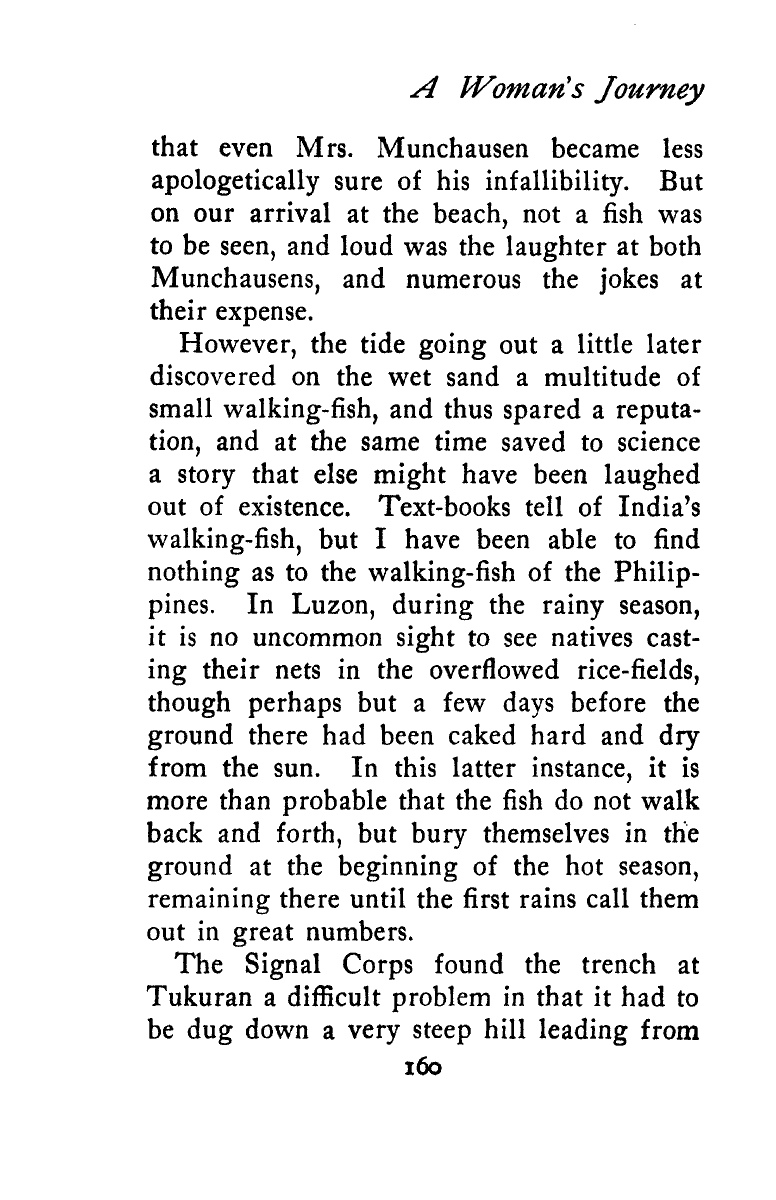 A Woman's Journey
that even Mrs. Munchausen became less
apologetically sure of his infallibility. But
on our arrival at the beach, not a fish was
to be seen, and loud was the laughter at both
Munchausens, and numerous the jokes at
their expense.
However, the tide going out a little later
discovered on the wet sand a multitude of
small walking-fish, and thus spared a reputa-
tion, and at the same time saved to science
a story that else might have been laughed
out of existence. Text-books tell of India's
walking-fish, but I have been able to find
nothing as to the walking-fish of the Philip-
pines. In Luzon, during the rainy season,
it is no uncommon sight to see natives cast-
ing their nets in the overflowed rice-fields,
though perhaps but a few days before the
ground there had been caked hard and dry
from the sun. In this latter instance, it is
more than probable that the fish do not walk
back and forth, but bury themselves in the
ground at the beginning of the hot season,
remaining there until the first rains call them
out in great numbers.
The Signal Corps found the trench at
Tukuran a difficult problem in that it had to
be dug down a very steep hill leading from
160